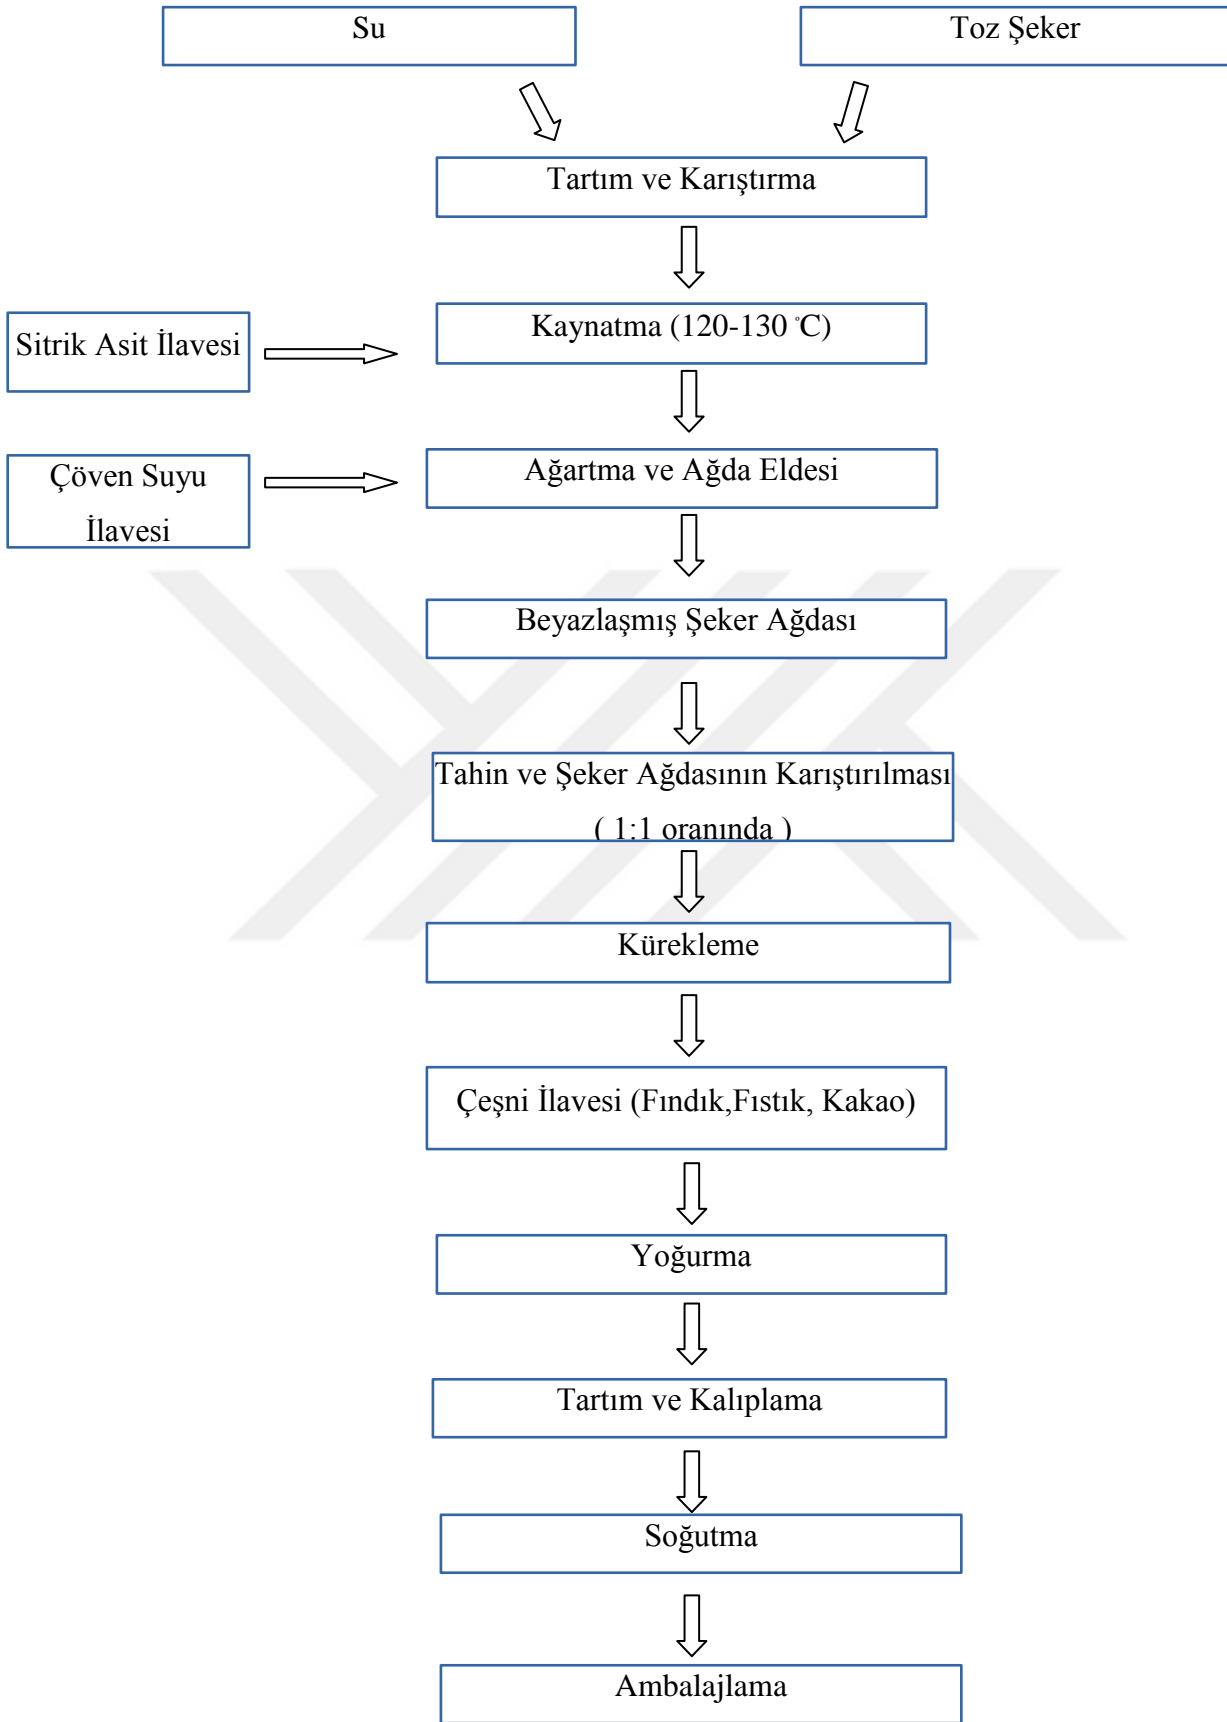 Su
Toz Şeker
Tartım ve Karıştırma
Kaynatma (120-130 °C)
Sitrik Asit İlavesi
Ağartma ve Ağda Eldesi
Çöven Suyu
İlavesi
Beyazlaşmış Şeker Ağdası
Tahin ve Şeker Ağdasının Karıştırılması
( 1:1 oranında )
Kürekleme
Çeşni İlavesi (Fındık,Fıstık, Kakao)
Yoğurma
Tartım ve Kalıplama
Soğutma
Ambalajlama